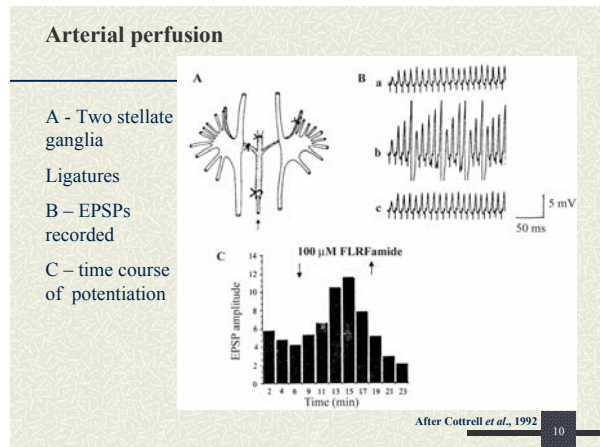 Arterial perfusion
A - Two stellate
ganglia
Ligatures
B – EPSPs
recorded
C – time course
of potentiation
A
B
a
b
c
5 mV
50 ms
C
100 µM FLRFamide
EPSP amplitude
14
12
10
8
6
4
2
0
2 4 6 9 11 13 15 17 19 21 23
Time (min)
After Cottrell et al., 1992
10